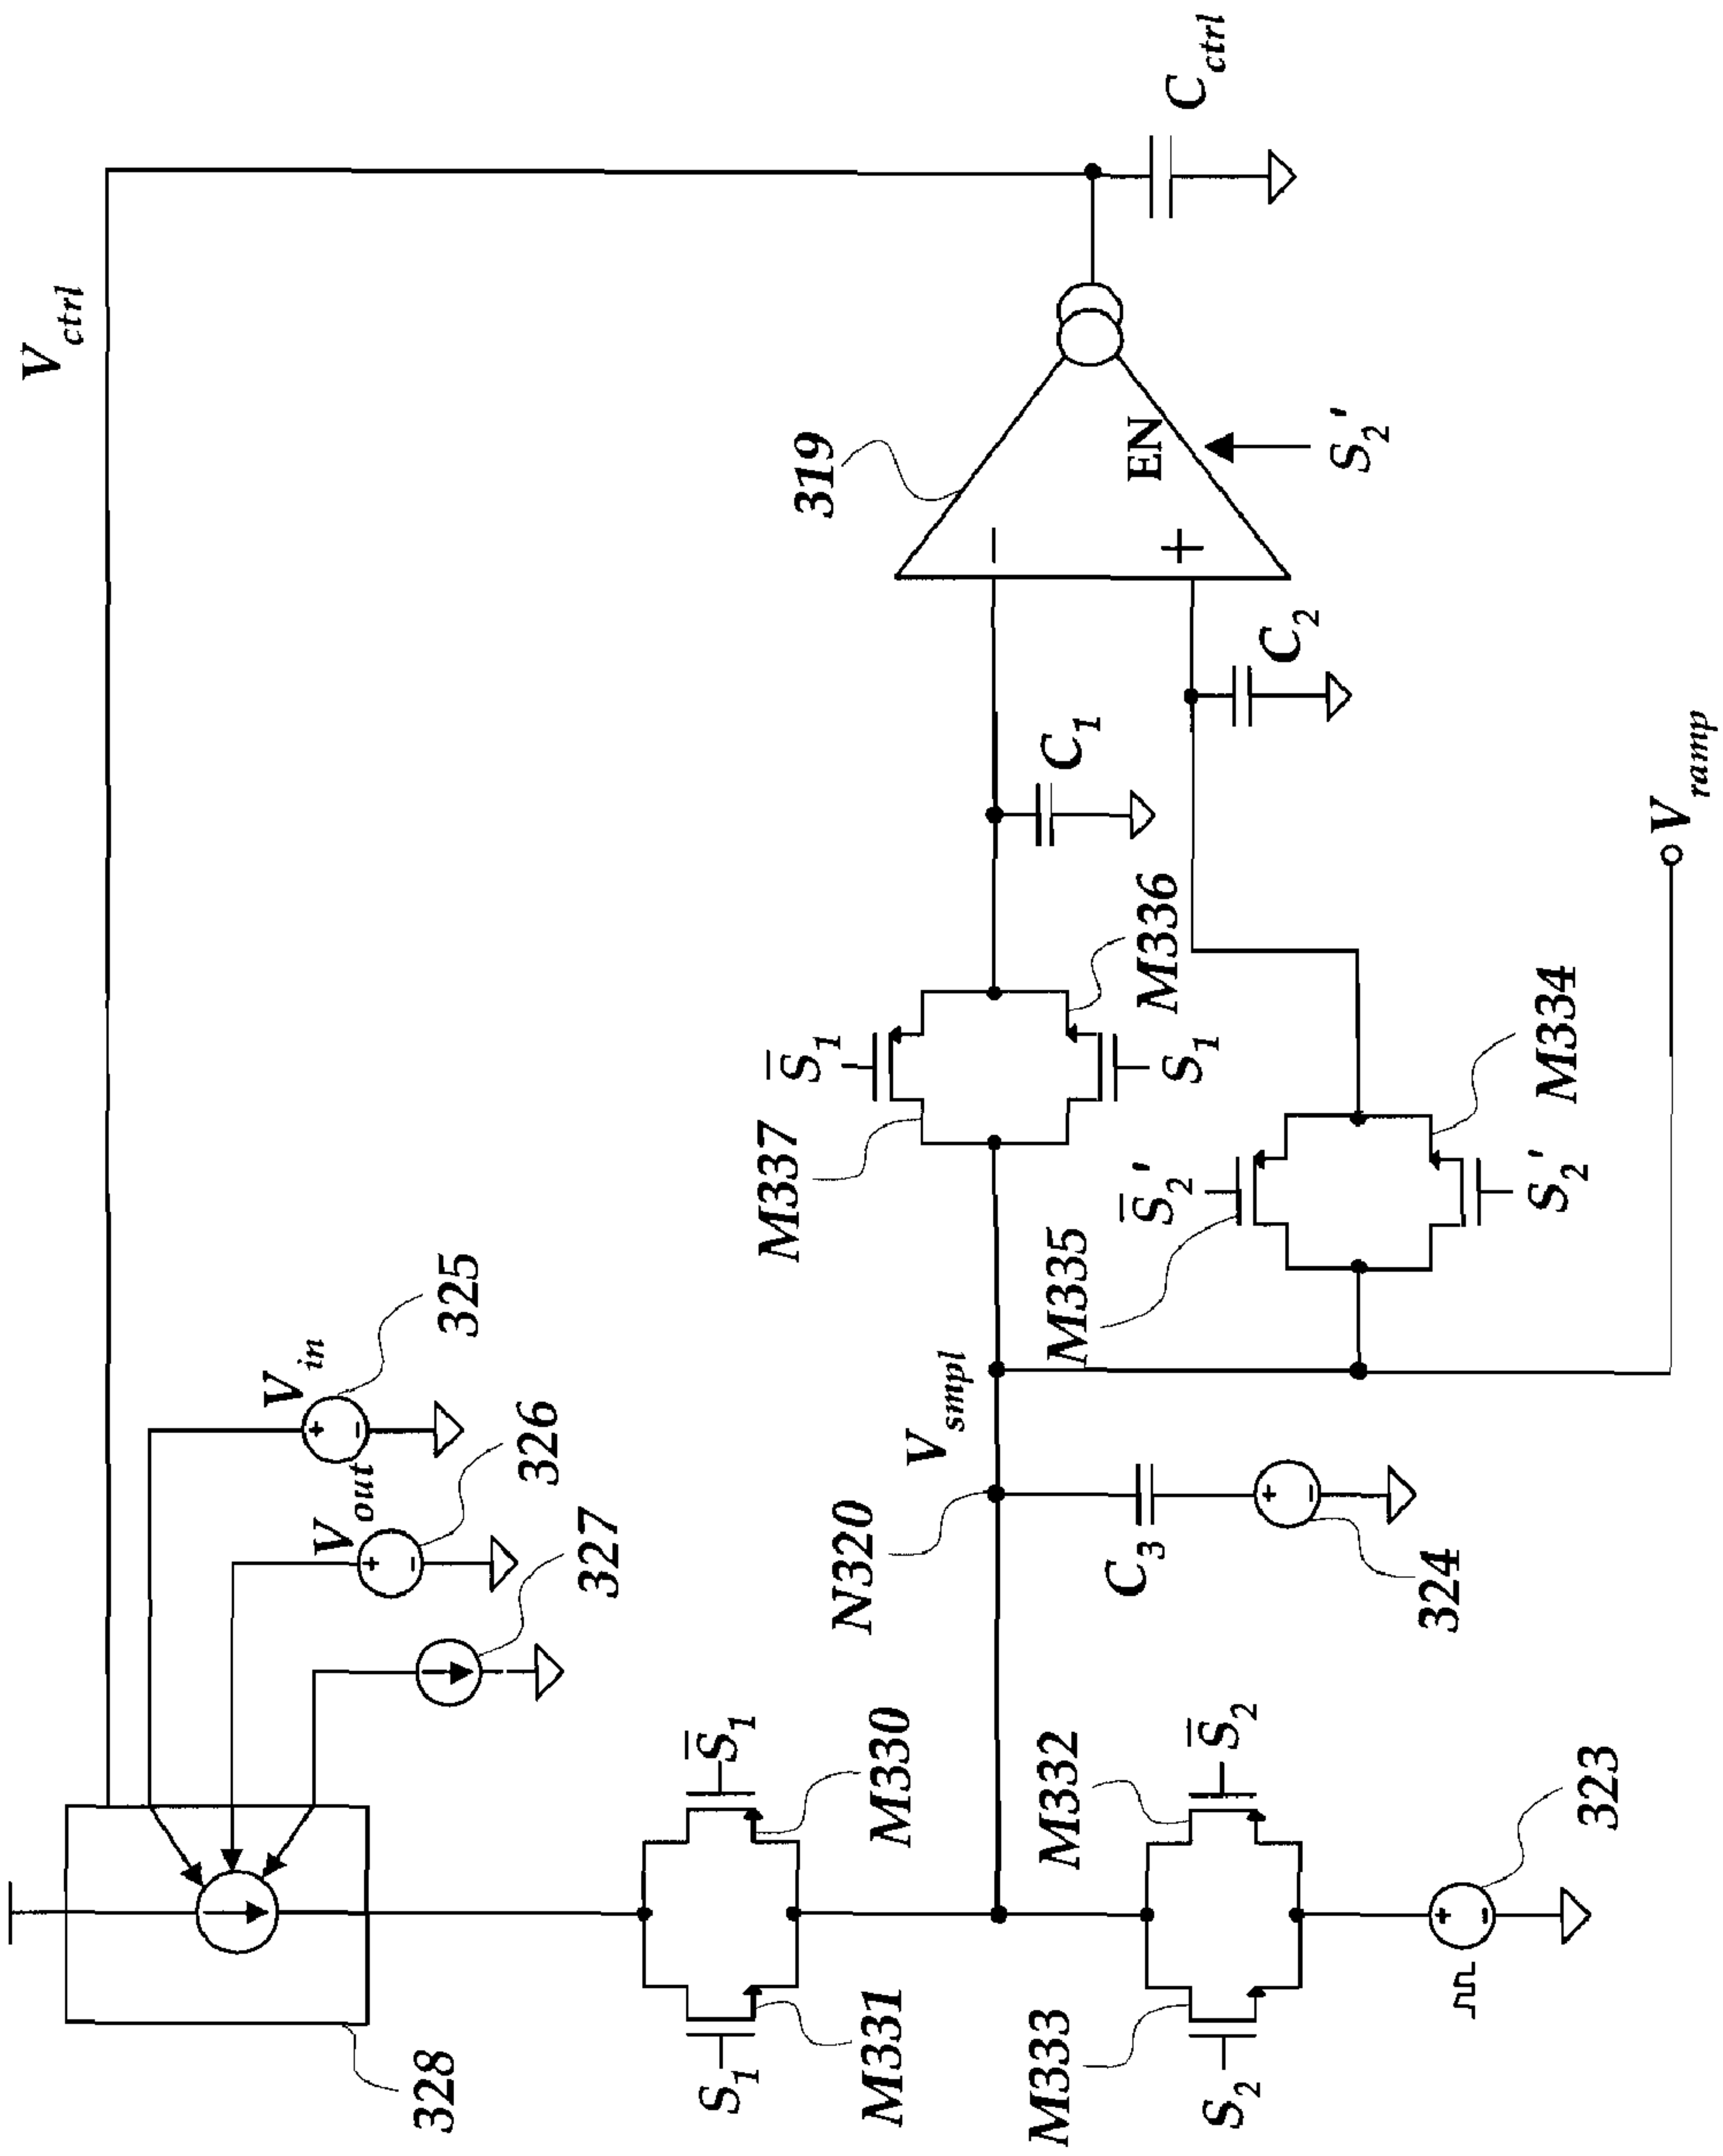 V_ctrl
C_ctrl
319
EN
S_2'
−
+
C_1
C_2
V_ramp
M336
M337
S̄_1
S_1
M334
M335
S̄_2'
S_2'
V_in
325
V_out
326
327
V_smpl
N320
C_3
324
328
S̄_1
M330
S_1
M331
S̄_2
M332
S_2
M333
323